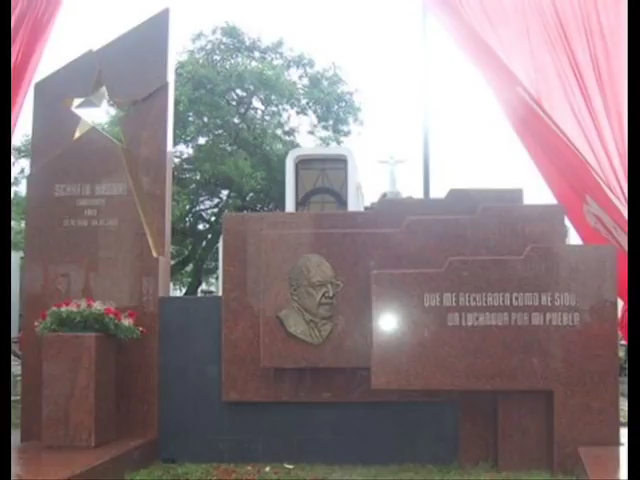 SCHAFIK HANDAL
QUE ME RECUERDEN COMO HE SIDO
UN LUCHADOR POR MI PUEBLO